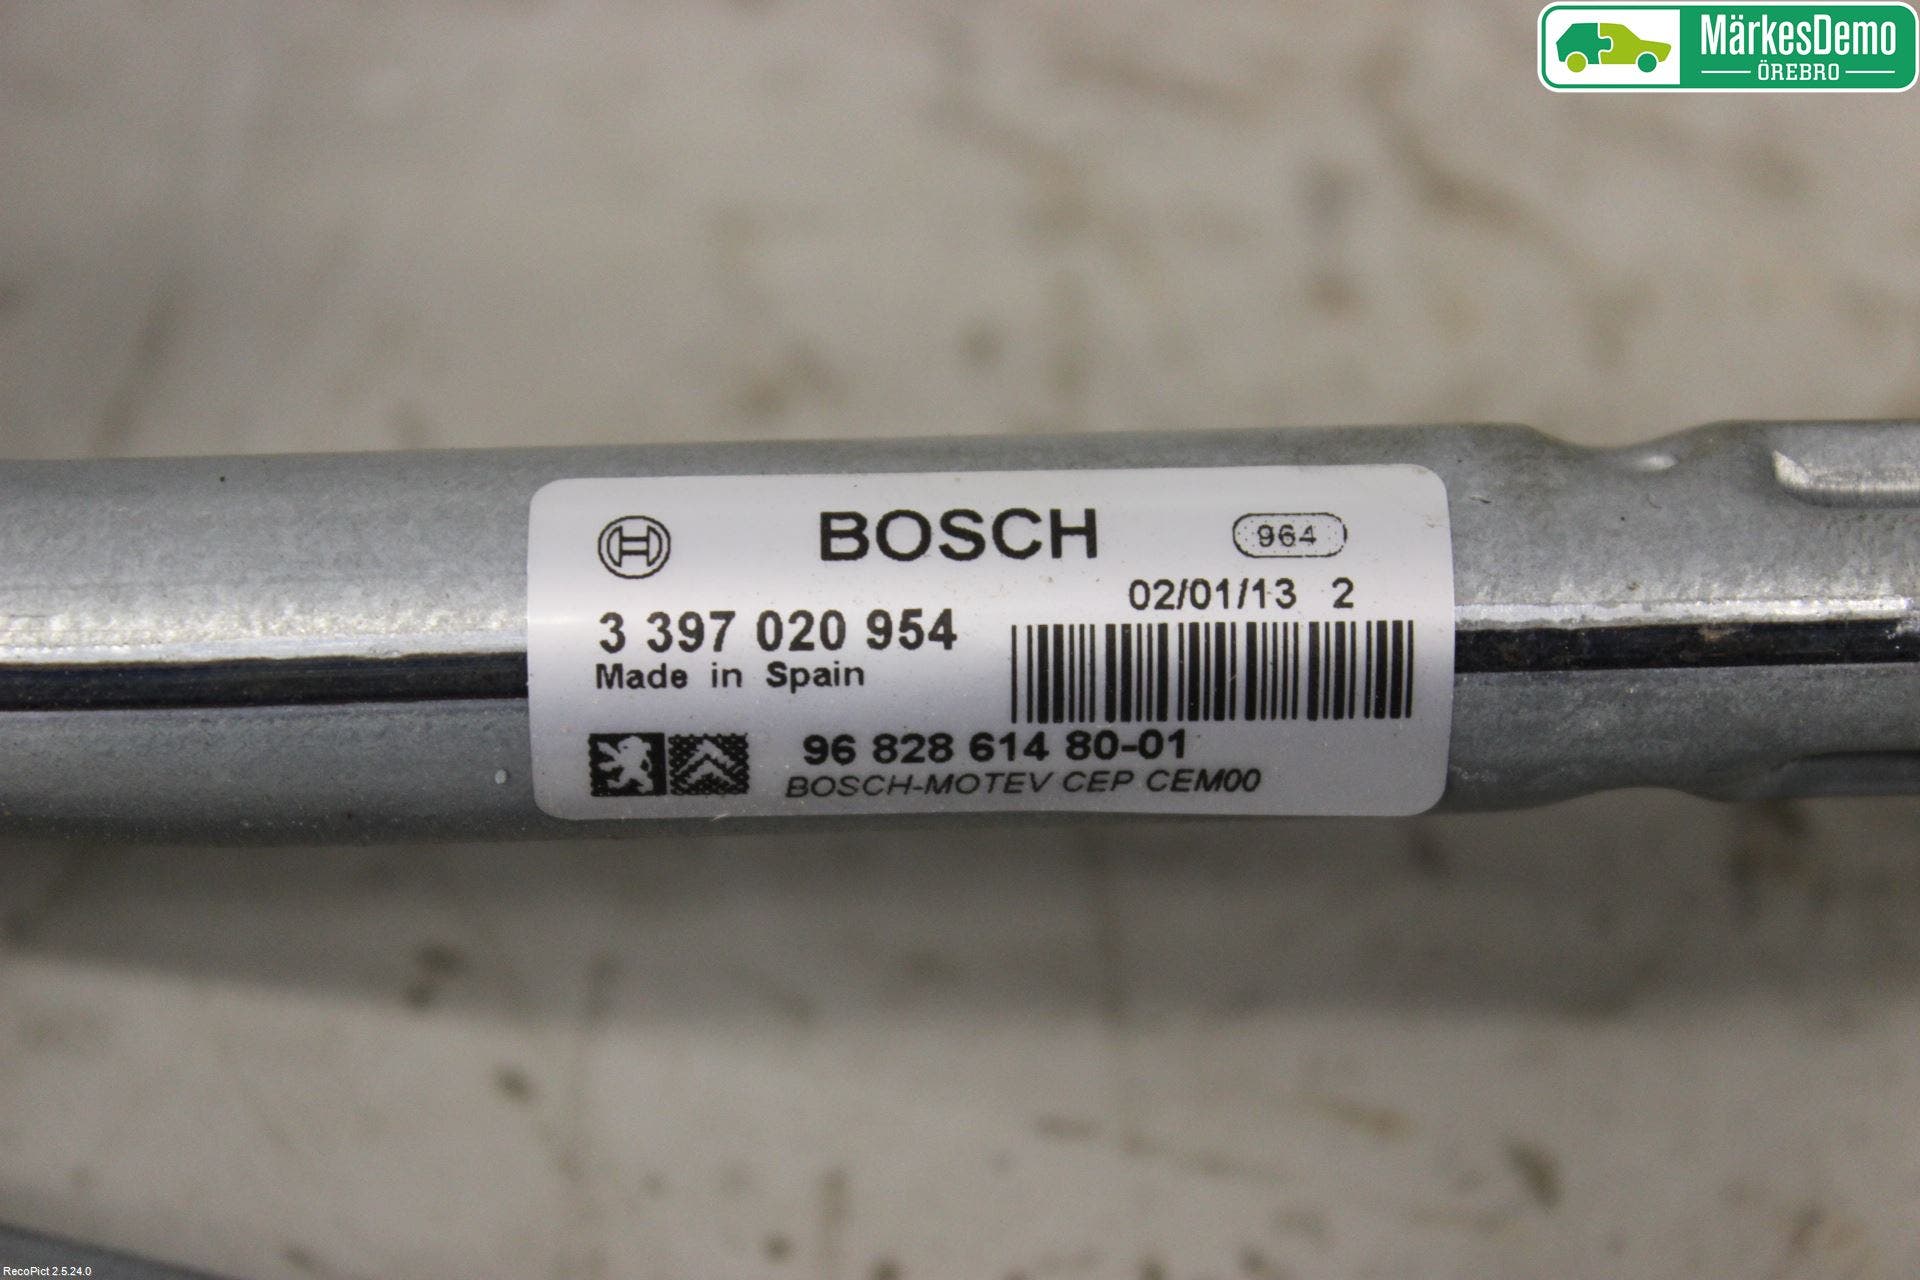 MärkesDemo
ÖREBRO
BOSCH
964
02/01/13 2
3 397 020 954
Made in Spain
96 828 614 80-01
BOSCH-MOTEV CEP CEM00
RecoPict 2.5.24.0